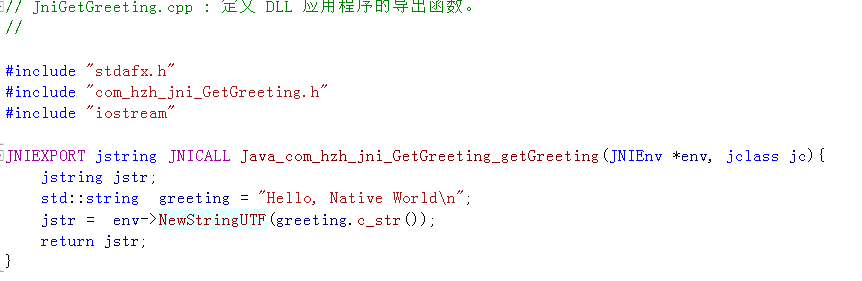 // JniGetGreeting.cpp : 定义 DLL 应用程序的导出函数。
//
#include "stdafx.h"
#include "com_hzh_jni_GetGreeting.h"
#include "iostream"
JNIEXPORT jstring JNICALL Java_com_hzh_jni_GetGreeting_getGreeting(JNIEnv *env, jclass jc){
    jstring jstr;
    std::string  greeting = "Hello, Native World\n";
    jstr =  env->NewStringUTF(greeting.c_str());
    return jstr;
}